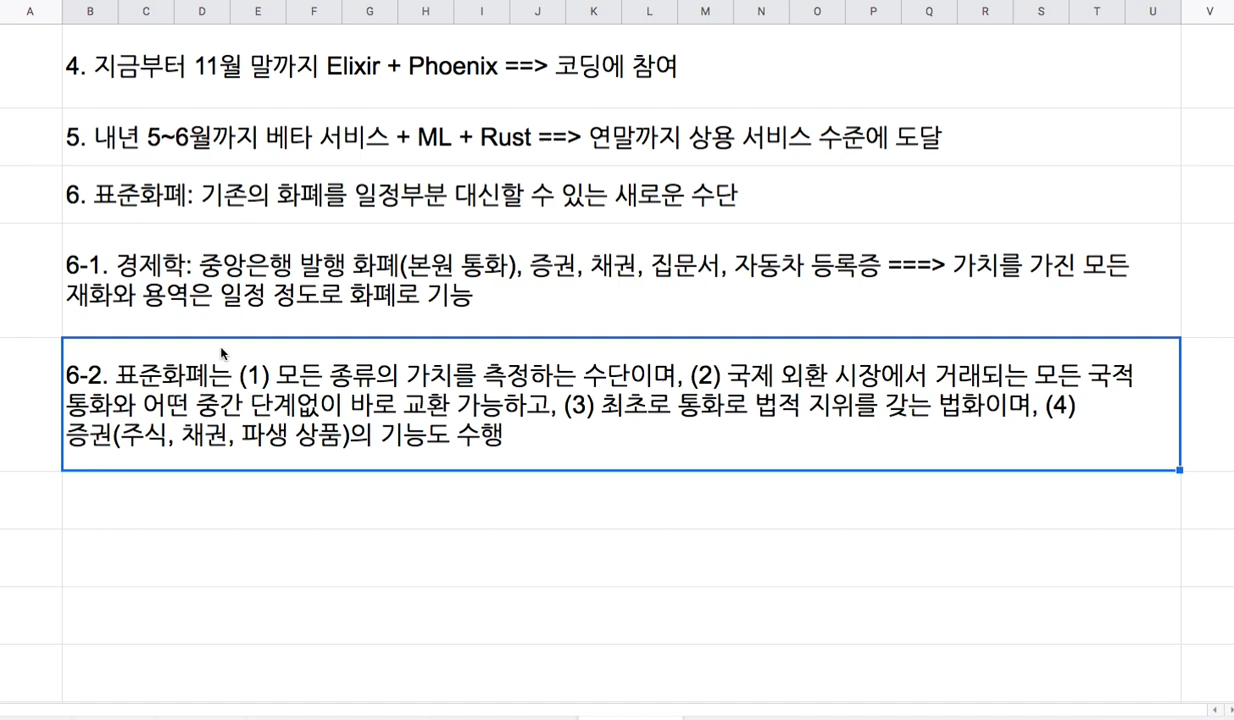 A B C D E F G H I J K L M N O P Q R S T U V
4. 지금부터 11월 말까지 Elixir + Phoenix ==> 코딩에 참여
5. 내년 5~6월까지 베타 서비스 + ML + Rust ==> 연말까지 상용 서비스 수준에 도달
6. 표준화폐: 기존의 화폐를 일정부분 대신할 수 있는 새로운 수단
6-1. 경제학: 중앙은행 발행 화폐(본원 통화), 증권, 채권, 집문서, 자동차 등록증 ===> 가치를 가진 모든
재화와 용역은 일정 정도로 화폐로 기능
6-2. 표준화폐는 (1) 모든 종류의 가치를 측정하는 수단이며, (2) 국제 외환 시장에서 거래되는 모든 국적
통화와 어떤 중간 단계없이 바로 교환 가능하고, (3) 최초로 통화로 법적 지위를 갖는 법화이며, (4)
증권(주식, 채권, 파생 상품)의 기능도 수행